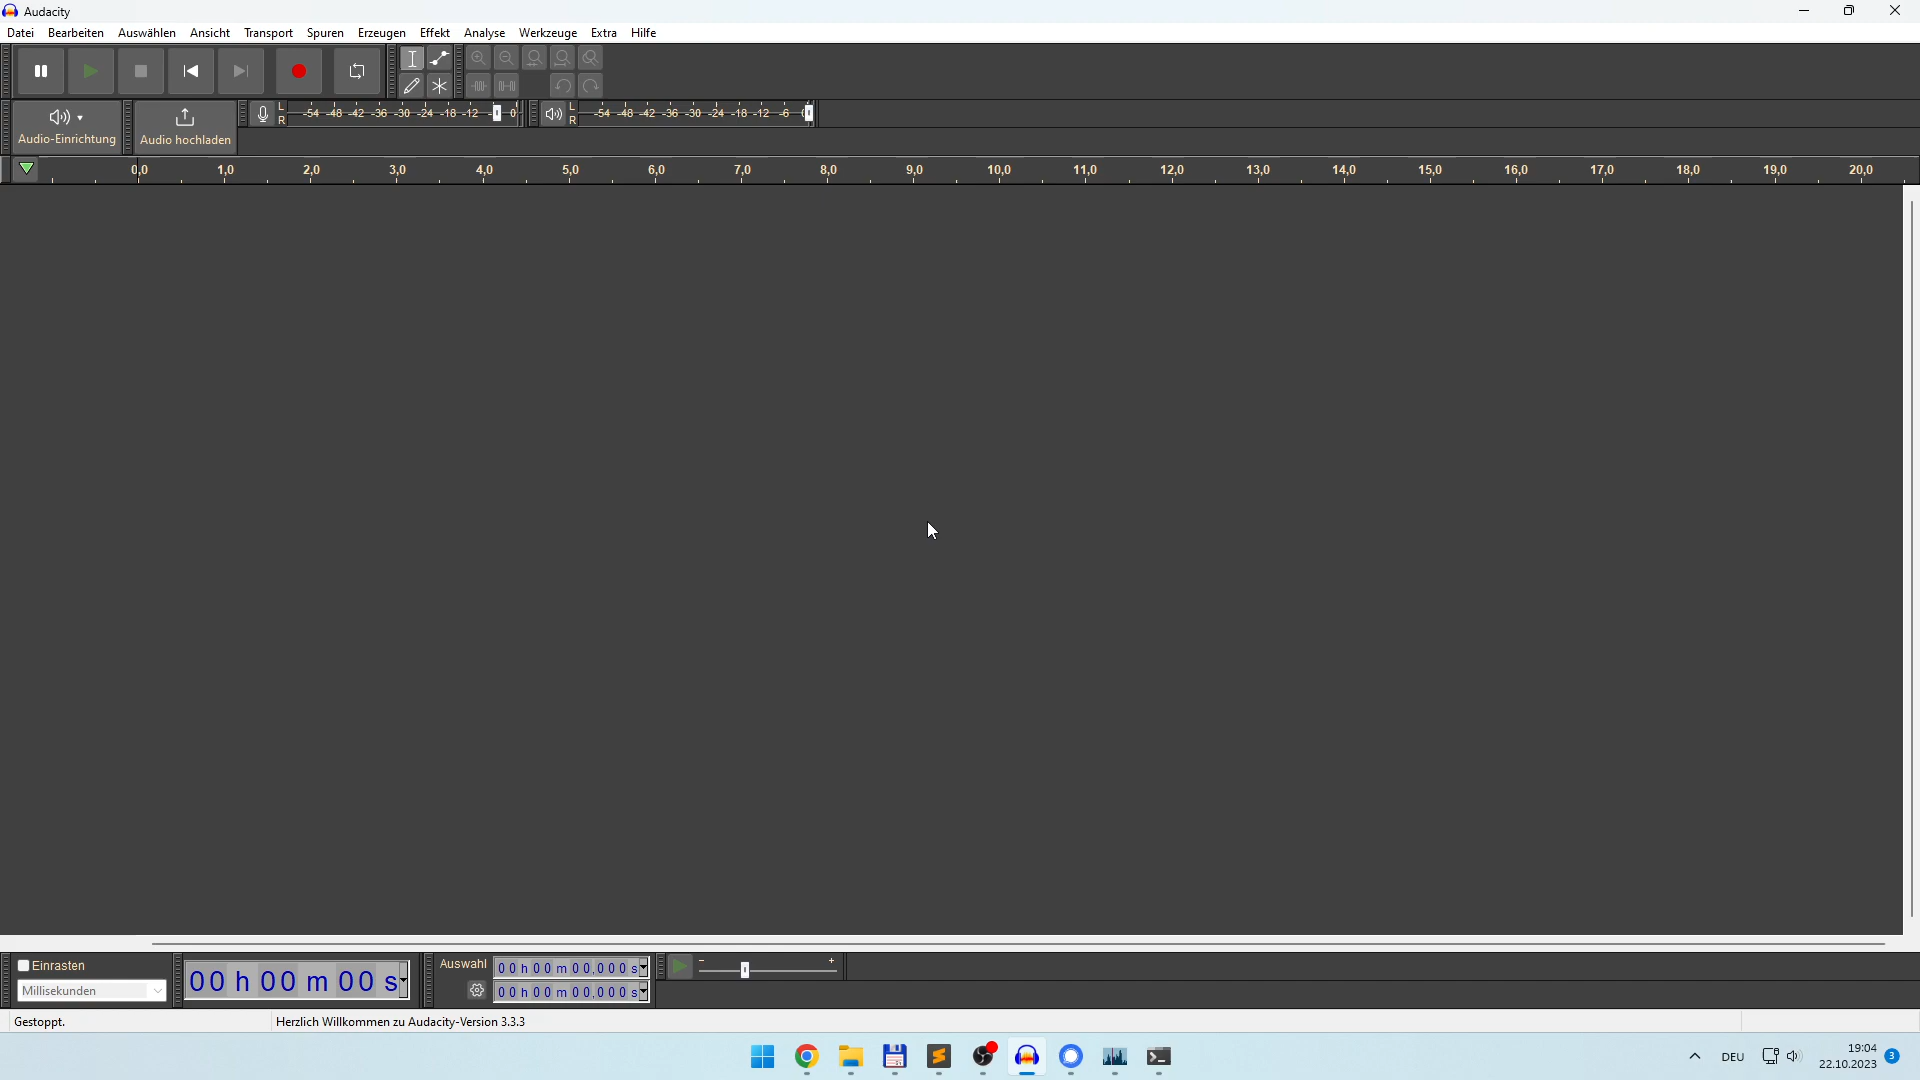 Audacity
Datei Bearbeiten Auswählen Ansicht Transport Spuren Erzeugen Effekt Analyse Werkzeuge Extra Hilfe
L -54 -48 -42 -36 -30 -24 -18 -12 0 L -54 -48 -42 -36 -30 -24 -18 -12 -6
R R
Audio-Einrichtung Audio hochladen
0,0 1,0 2,0 3,0 4,0 5,0 6,0 7,0 8,0 9,0 10,0 11,0 12,0 13,0 14,0 15,0 16,0 17,0 18,0 19,0 20,0
Einrasten Auswahl 00 h 00 m 00,000 s - +
Millisekunden 00 h 00 m 00 s 00 h 00 m 00,000 s
Gestoppt. Herzlich Willkommen zu Audacity-Version 3.3.3
DEU 19:04 3
22.10.2023